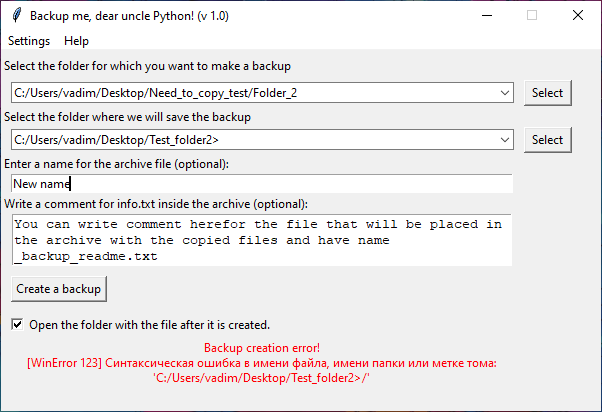 Backup me, dear uncle Python! (v 1.0)
Settings Help
Select the folder for which you want to make a backup
C:/Users/vadim/Desktop/Need_to_copy_test/Folder_2 Select
Select the folder where we will save the backup
C:/Users/vadim/Desktop/Test_folder2> Select
Enter a name for the archive file (optional):
New name
Write a comment for info.txt inside the archive (optional):
You can write comment herefor the file that will be placed in
the archive with the copied files and have name
_backup_readme.txt
Create a backup
Open the folder with the file after it is created.
Backup creation error!
[WinError 123] Синтаксическая ошибка в имени файла, имени папки или метке тома:
'C:/Users/vadim/Desktop/Test_folder2>/'